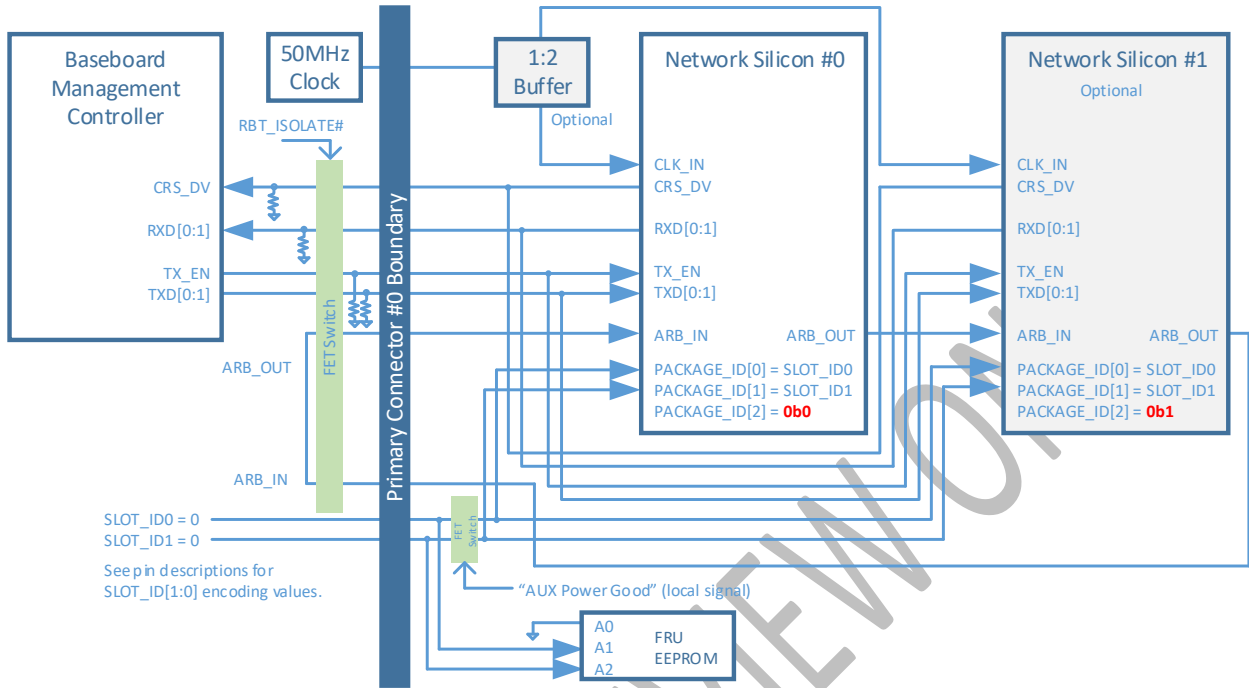 Baseboard
Management
Controller
50MHz
Clock
1:2
Buffer
Optional
Network Silicon #0
Network Silicon #1
Optional
RBT_ISOLATE#
CRS_DV
RXD[0:1]
TX_EN
TXD[0:1]
FET Switch
Primary Connector #0 Boundary
CLK_IN
CRS_DV
RXD[0:1]
TX_EN
TXD[0:1]
ARB_IN ARB_OUT
PACKAGE_ID[0] = SLOT_ID0
PACKAGE_ID[1] = SLOT_ID1
PACKAGE_ID[2] = 0b0
CLK_IN
CRS_DV
RXD[0:1]
TX_EN
TXD[0:1]
ARB_IN ARB_OUT
PACKAGE_ID[0] = SLOT_ID0
PACKAGE_ID[1] = SLOT_ID1
PACKAGE_ID[2] = 0b1
ARB_OUT
ARB_IN
SLOT_ID0 = 0
SLOT_ID1 = 0
See pin descriptions for
SLOT_ID[1:0] encoding values.
FET
Switch
“AUX Power Good” (local signal)
A0
A1
A2
FRU
EEPROM